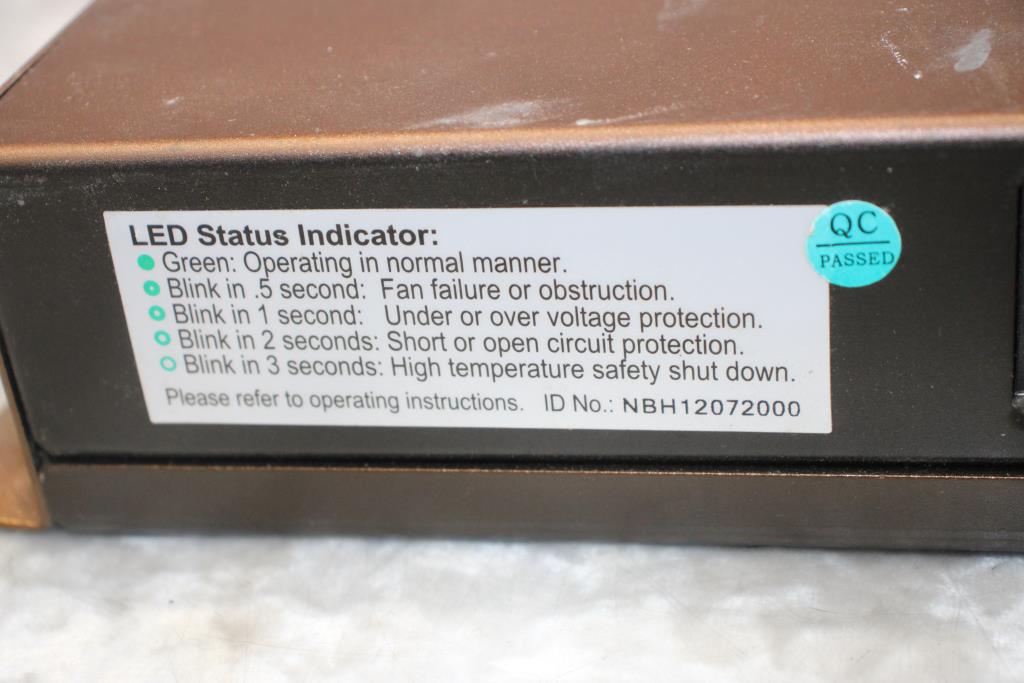 LED Status Indicator:
Green: Operating in normal manner.
Blink in .5 second: Fan failure or obstruction.
Blink in 1 second: Under or over voltage protection.
Blink in 2 seconds: Short or open circuit protection.
Blink in 3 seconds: High temperature safety shut down.
Please refer to operating instructions. ID No.: NBH12072000
QC
PASSED